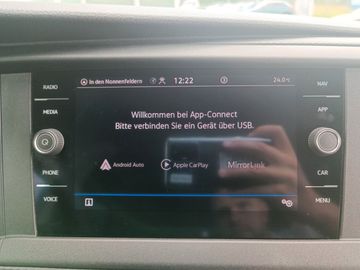 RADIO
In den Nonnenfeldern 12:22 24.0°C
NAV
MEDIA
APP
Willkommen bei App-Connect
Bitte verbinden Sie ein Gerät über USB.
Android Auto Apple CarPlay MirrorLink
PHONE
CAR
VOICE
MENU